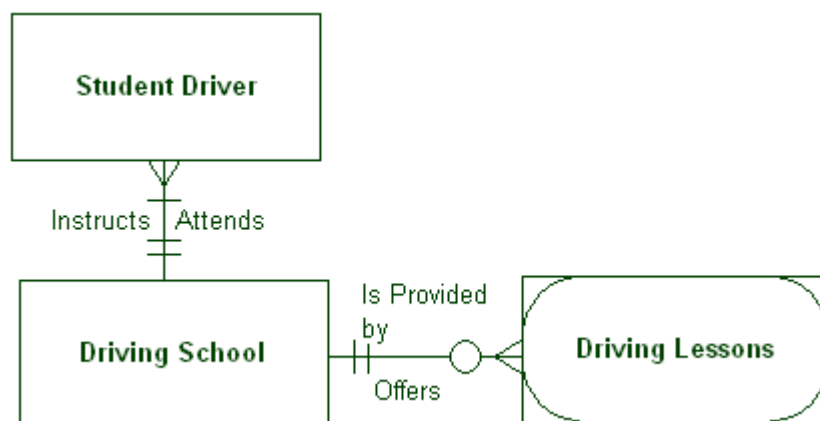 Student Driver
Instructs
Attends
Driving School
Is Provided
by
Offers
Driving Lessons